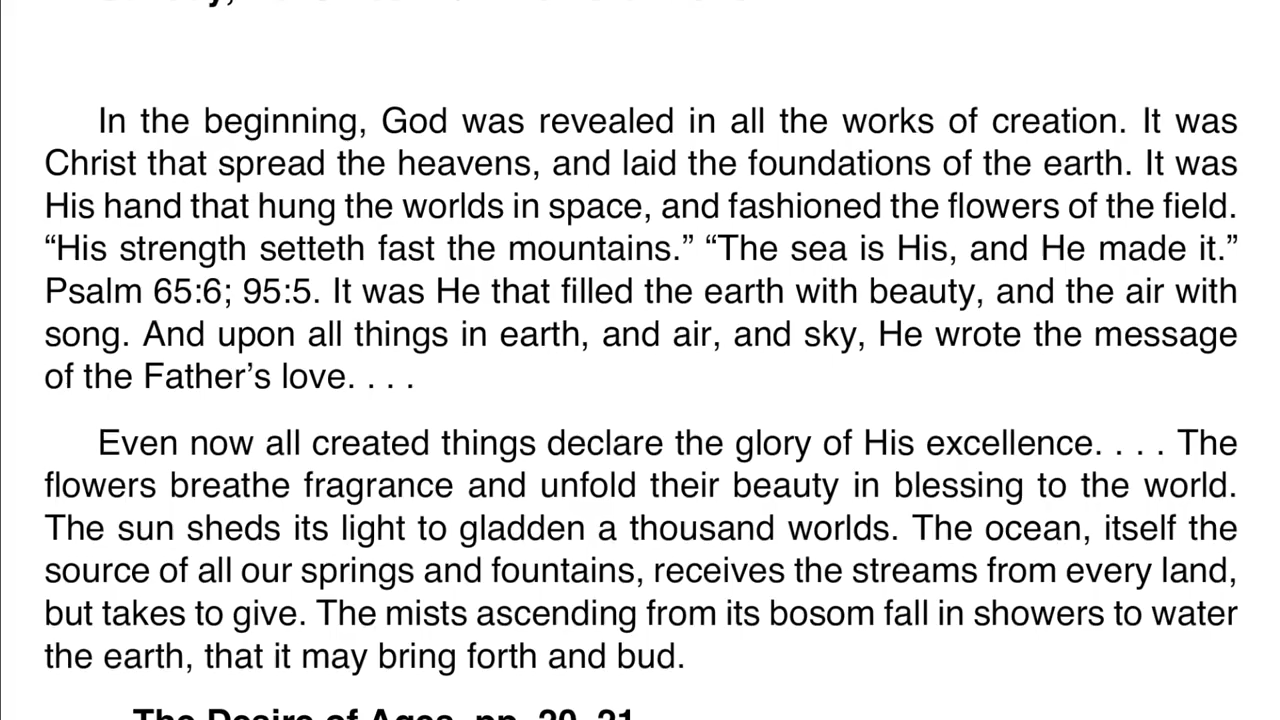 In the beginning, God was revealed in all the works of creation. It was
Christ that spread the heavens, and laid the foundations of the earth. It was
His hand that hung the worlds in space, and fashioned the flowers of the field.
“His strength setteth fast the mountains.” “The sea is His, and He made it.”
Psalm 65:6; 95:5. It was He that filled the earth with beauty, and the air with
song. And upon all things in earth, and air, and sky, He wrote the message
of the Father’s love. . . .
Even now all created things declare the glory of His excellence. . . . The
flowers breathe fragrance and unfold their beauty in blessing to the world.
The sun sheds its light to gladden a thousand worlds. The ocean, itself the
source of all our springs and fountains, receives the streams from every land,
but takes to give. The mists ascending from its bosom fall in showers to water
the earth, that it may bring forth and bud.
The Desire of Ages, pp. 20, 21